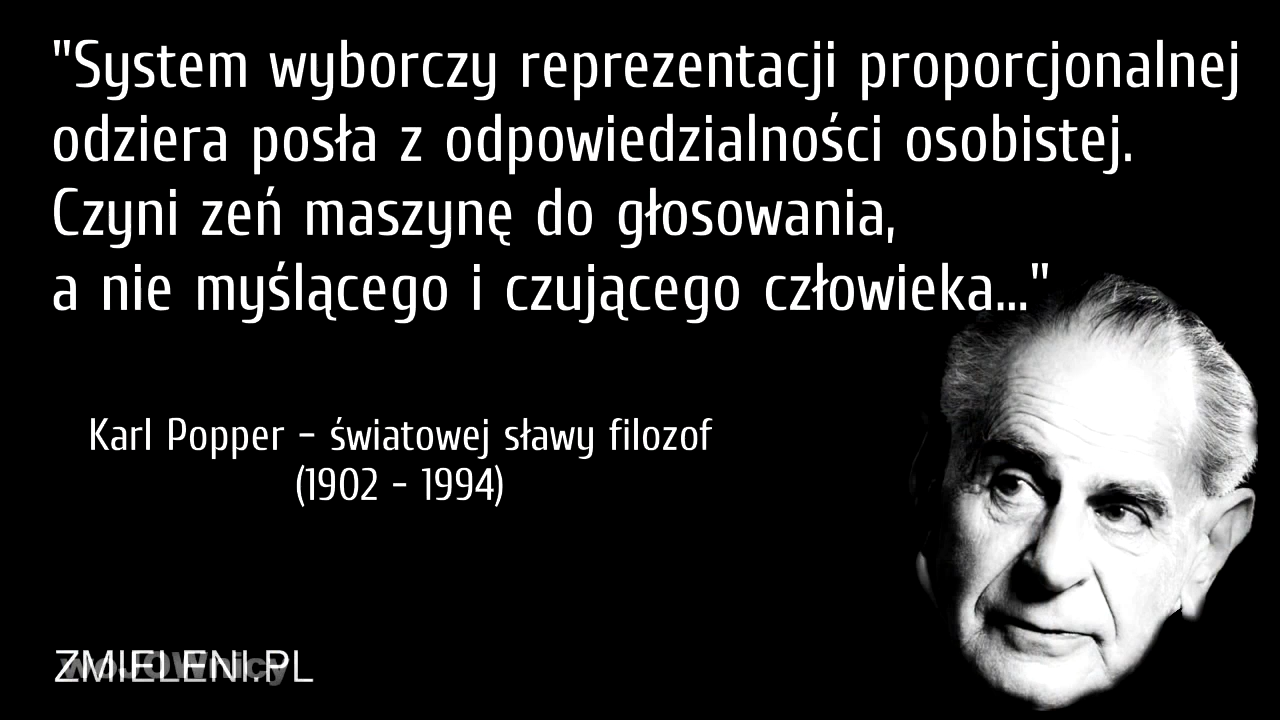 "System wyborczy reprezentacji proporcjonalnej
odziera posła z odpowiedzialności osobistej.
Czyni zeń maszynę do głosowania,
a nie myślącego i czującego człowieka..."
Karl Popper - światowej sławy filozof
(1902 - 1994)
ZMIELENI.PL
woJOWnicy